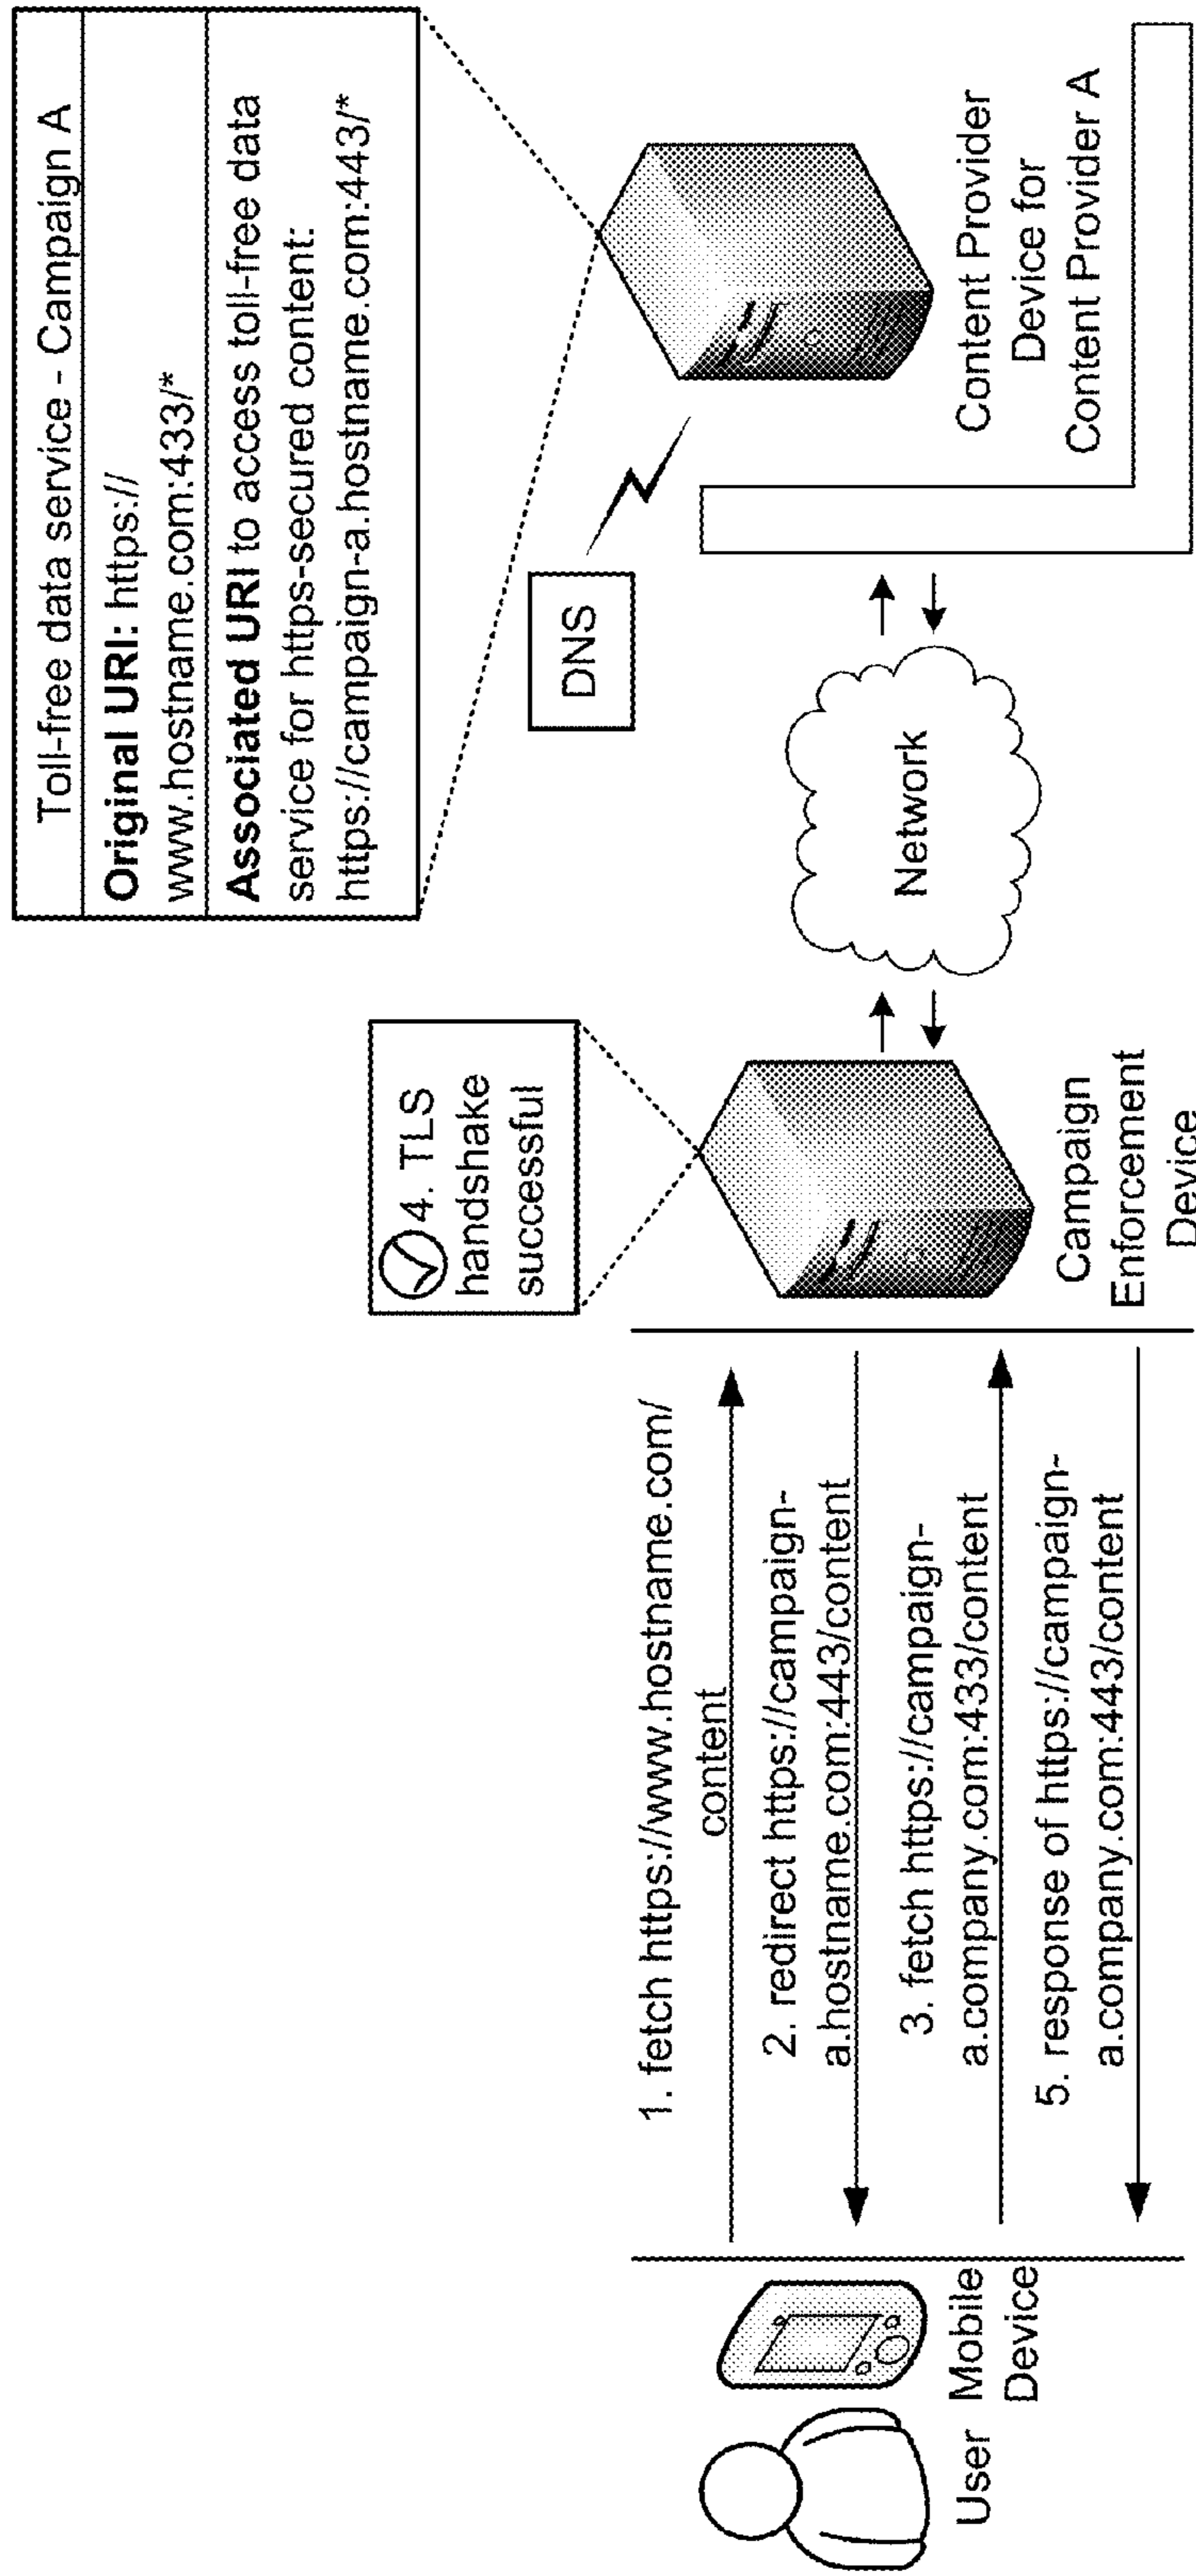 Toll-free data service - Campaign A
Original URI: https://
www.hostname.com:433/*
Associated URI to access toll-free data
service for https-secured content:
https://campaign-a.hostname.com:443/*
4. TLS
handshake
successful
DNS
1. fetch https://www.hostname.com/
content
2. redirect https://campaign-
a.hostname.com:443/content
3. fetch https://campaign-
a.company.com:433/content
5. response of https://campaign-
a.company.com:443/content
User
Mobile
Device
Campaign
Enforcement
Device
Network
Content Provider
Device for
Content Provider A